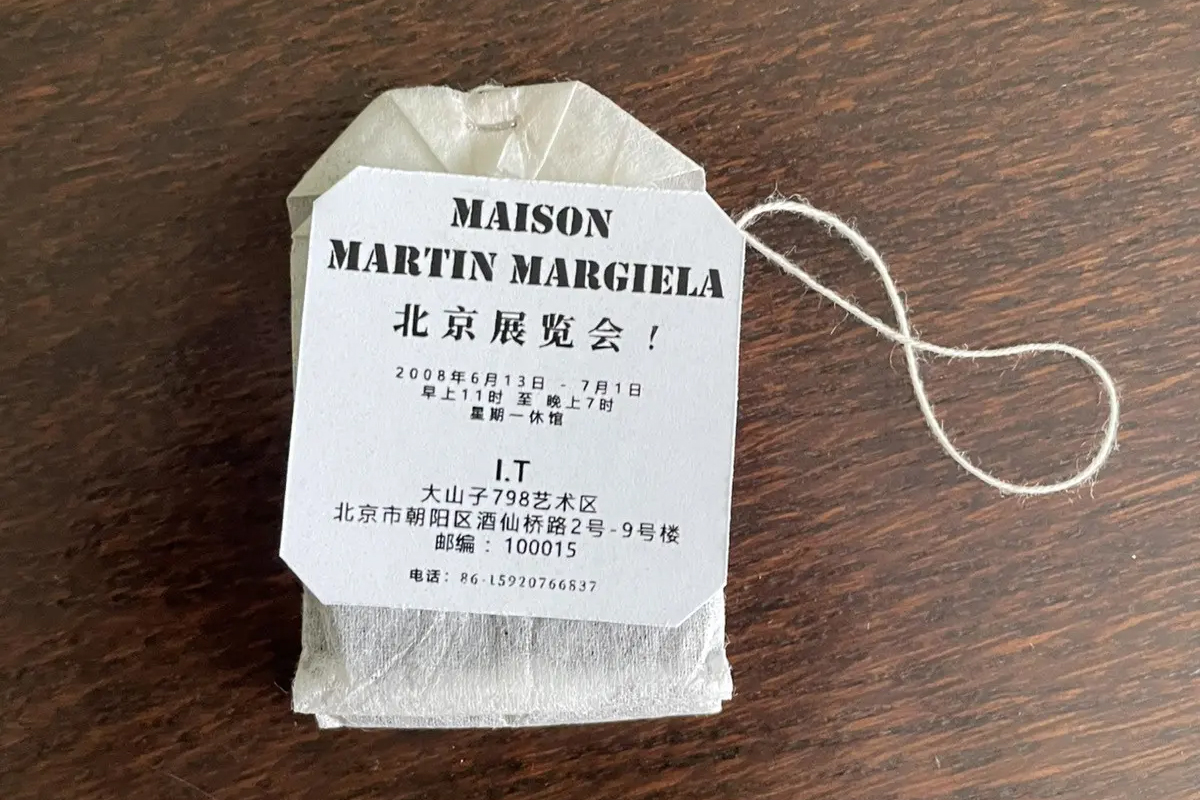 MAISON
MARTIN MARGIELA
北京展览会!
2008年6月13日 - 7月1日
早上11时 至 晚上7时
星期一休馆
I.T
大山子798艺术区
北京市朝阳区酒仙桥路2号-9号楼
邮编：100015
电话：86-15920766837